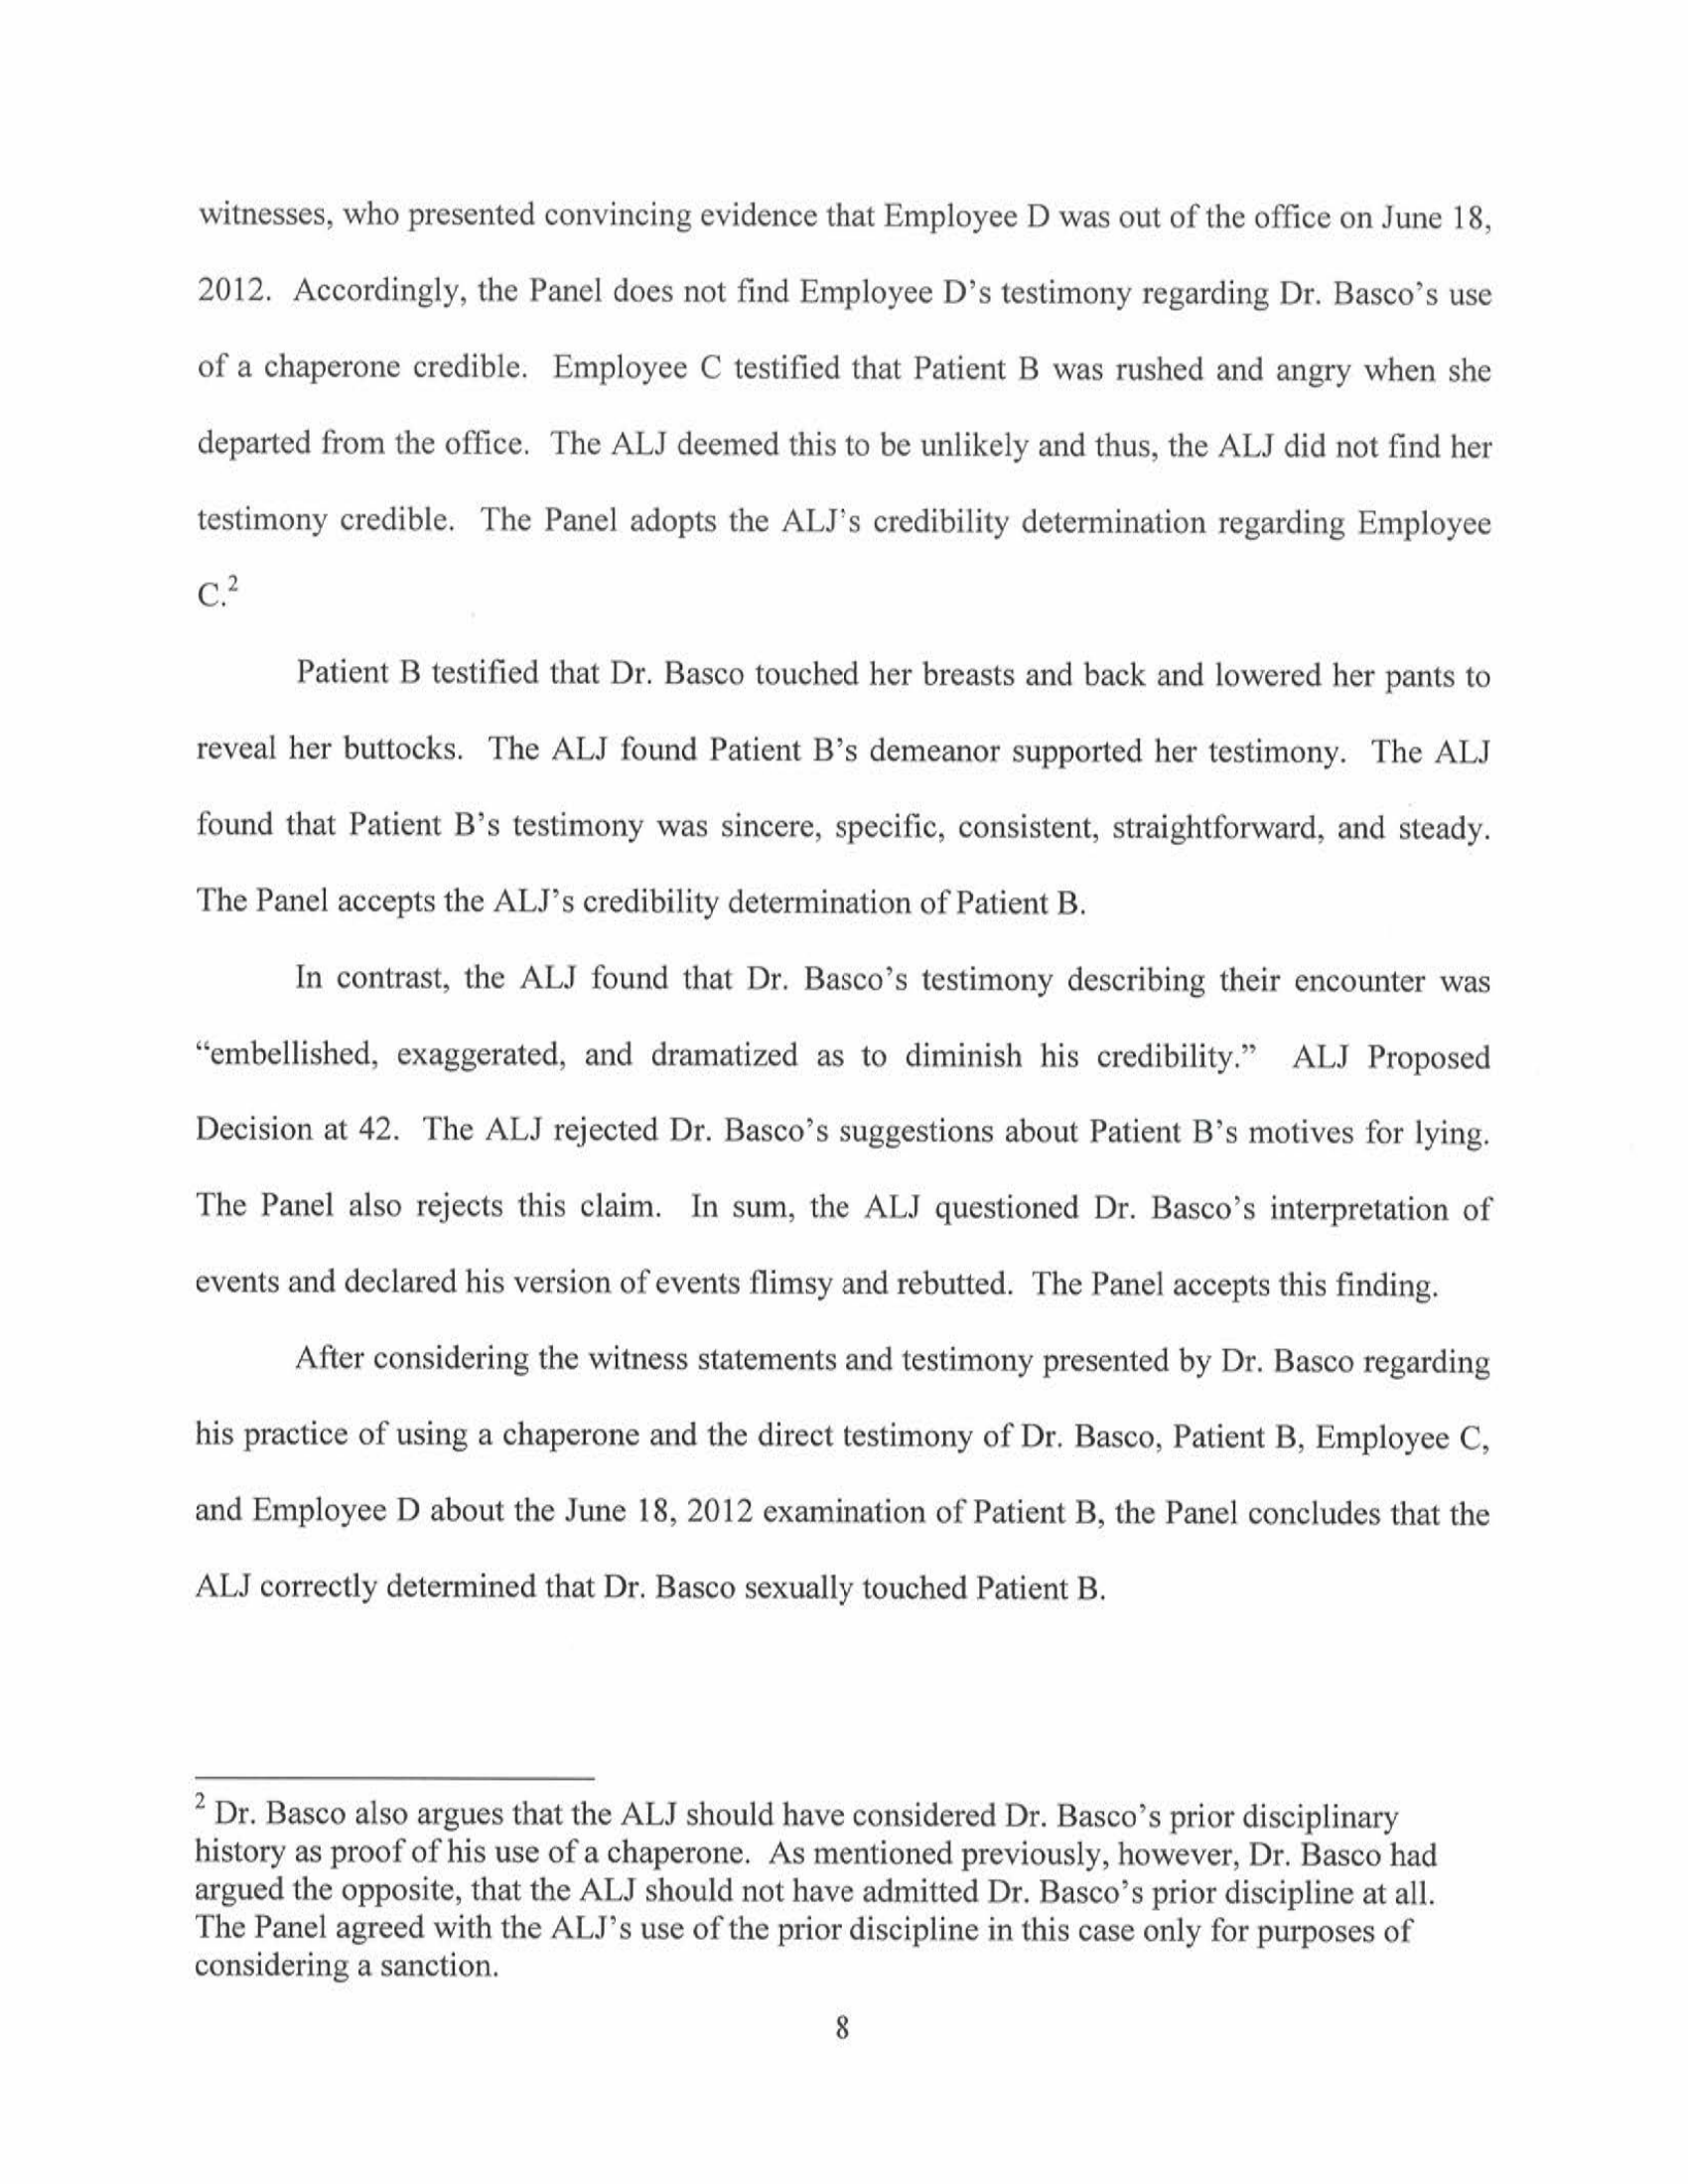 witnesses, who presented convincing evidence that Employee D was out of the office on June 18,
2012. Accordingly, the Panel does not find Employee D's testimony regarding Dr. Basco's use
of a chaperone credible. Employee C testified that Patient B was rushed and angry when she
departed from the office. The ALJ deemed this to be unlikely and thus, the ALJ did not find her
testimony credible. The Panel adopts the ALJ's credibility determination regarding Employee
C.²
Patient B testified that Dr. Basco touched her breasts and back and lowered her pants to
reveal her buttocks. The ALJ found Patient B's demeanor supported her testimony. The ALJ
found that Patient B's testimony was sincere, specific, consistent, straightforward, and steady.
The Panel accepts the ALJ's credibility determination of Patient B.
In contrast, the ALJ found that Dr. Basco's testimony describing their encounter was
“embellished, exaggerated, and dramatized as to diminish his credibility.” ALJ Proposed
Decision at 42. The ALJ rejected Dr. Basco's suggestions about Patient B's motives for lying.
The Panel also rejects this claim. In sum, the ALJ questioned Dr. Basco's interpretation of
events and declared his version of events flimsy and rebutted. The Panel accepts this finding.
After considering the witness statements and testimony presented by Dr. Basco regarding
his practice of using a chaperone and the direct testimony of Dr. Basco, Patient B, Employee C,
and Employee D about the June 18, 2012 examination of Patient B, the Panel concludes that the
ALJ correctly determined that Dr. Basco sexually touched Patient B.
² Dr. Basco also argues that the ALJ should have considered Dr. Basco's prior disciplinary
history as proof of his use of a chaperone. As mentioned previously, however, Dr. Basco had
argued the opposite, that the ALJ should not have admitted Dr. Basco's prior discipline at all.
The Panel agreed with the ALJ's use of the prior discipline in this case only for purposes of
considering a sanction.
8